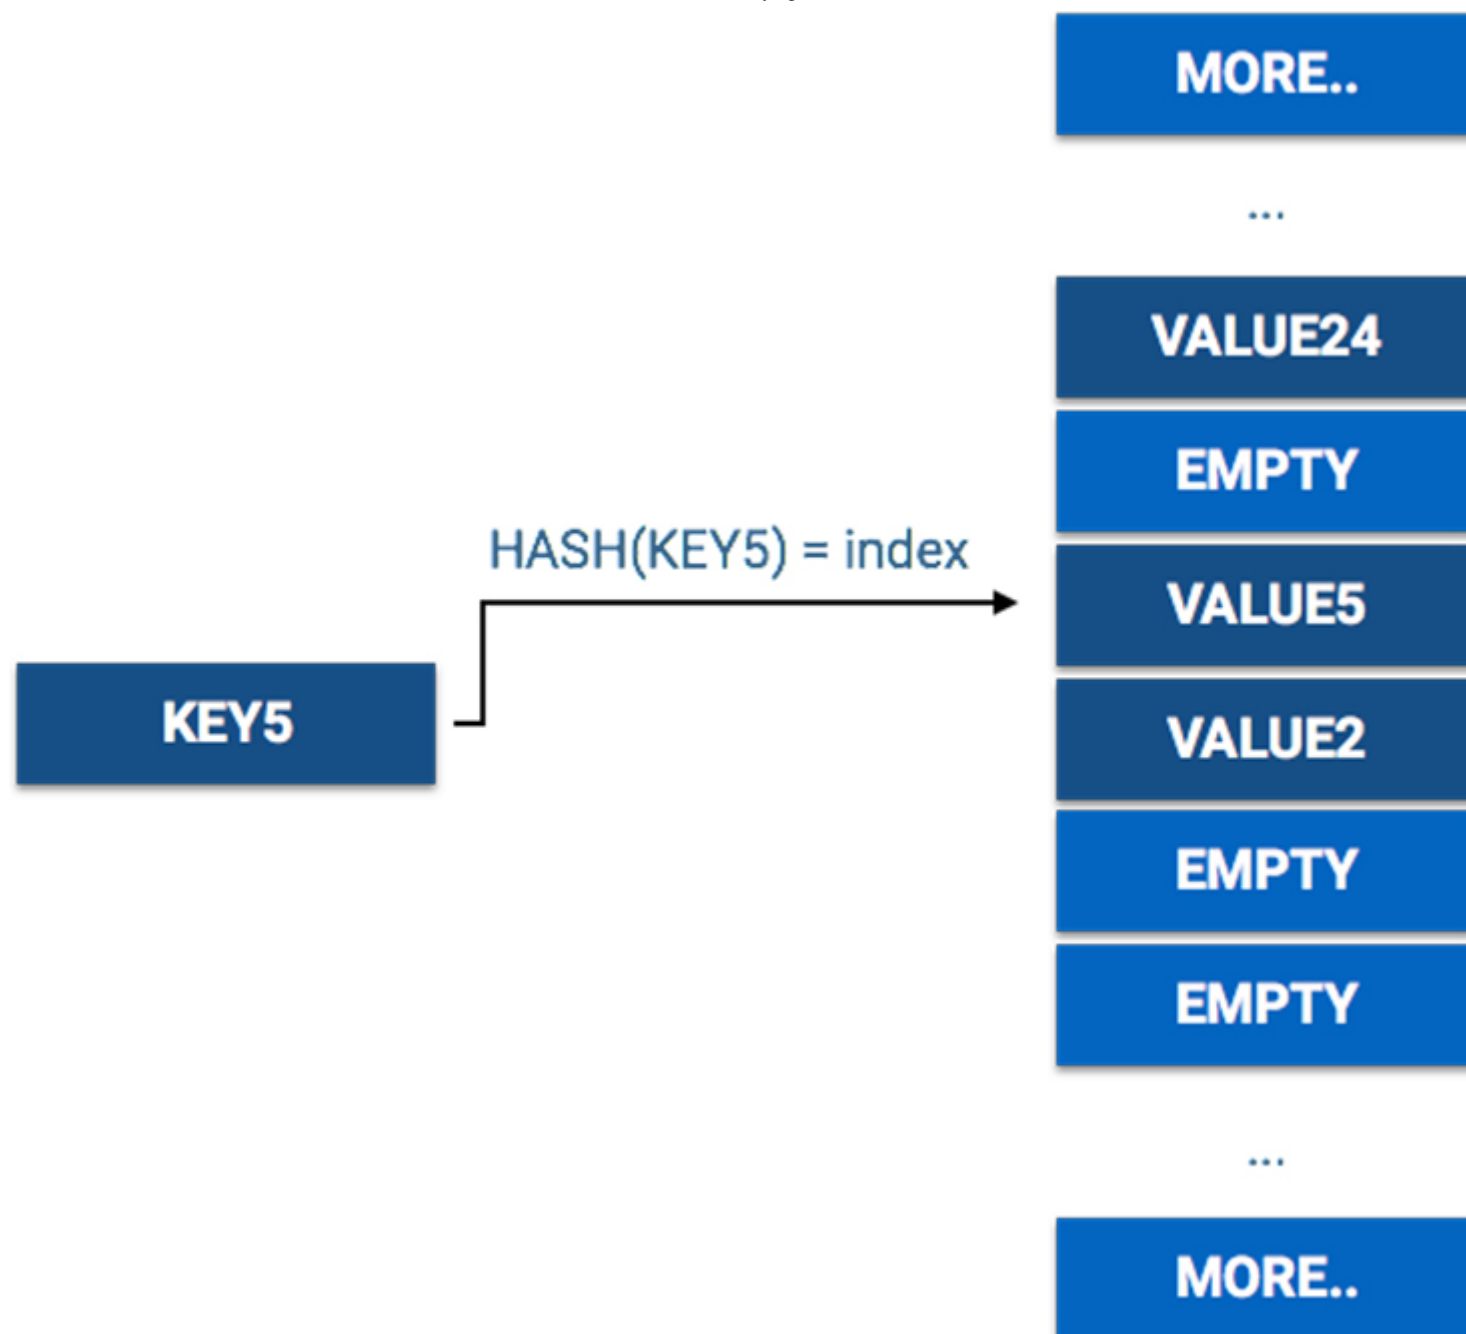 MORE..
...
VALUE24
EMPTY
HASH(KEY5) = index
VALUE5
KEY5
VALUE2
EMPTY
EMPTY
...
MORE..